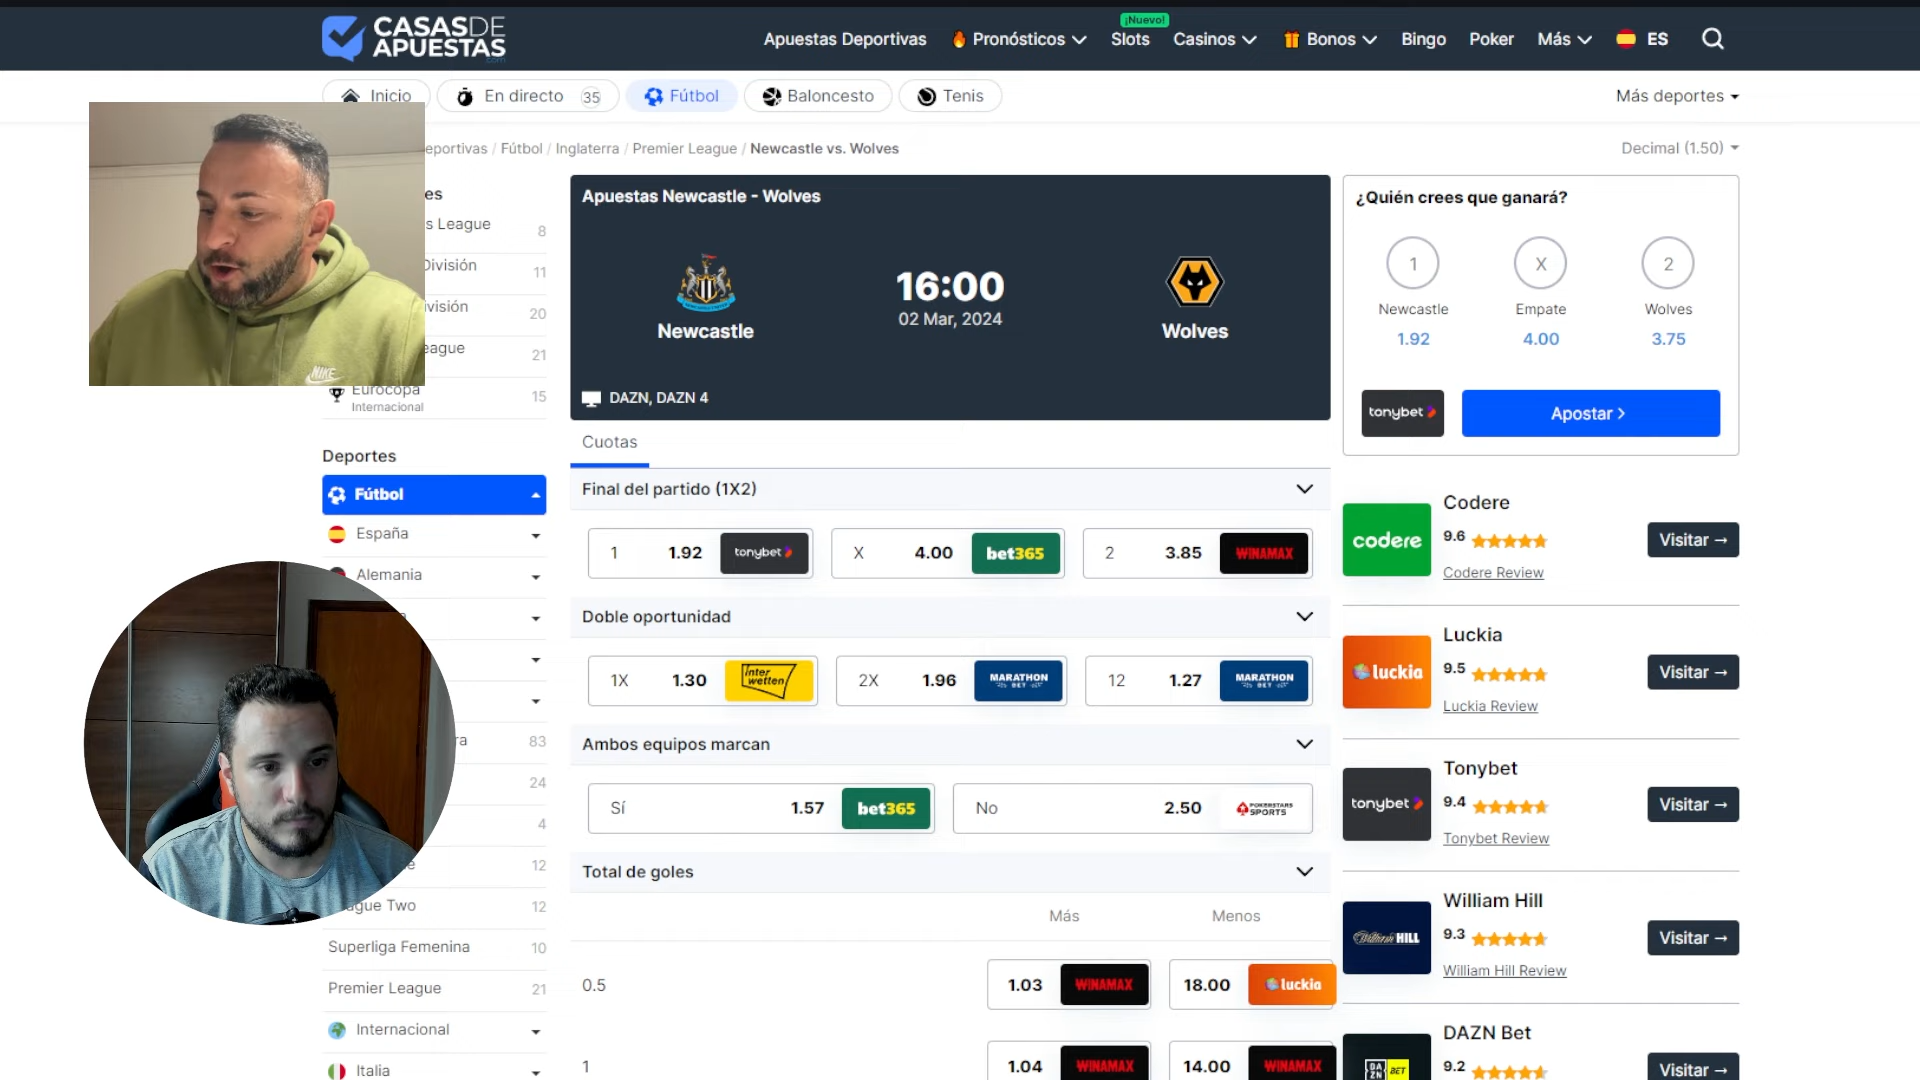 CASASDE
APUESTAS
.com
Apuestas Deportivas
Pronósticos
¡Nuevo!
Slots
Casinos
Bonos
Bingo
Poker
Más
ES
Inicio
En directo 35
Fútbol
Baloncesto
Tenis
Más deportes
eportivas / Fútbol / Inglaterra / Premier League / Newcastle vs. Wolves
Decimal (1.50)
es
s League 8
División 11
ivisión 20
eague 21
Eurocopa 15
Internacional
NIKE
Deportes
Fútbol
España
Alemania
ra 83
24
4
e 12
ague Two 12
Superliga Femenina 10
Premier League 21
Internacional
Italia
Apuestas Newcastle - Wolves
16:00
02 Mar, 2024
Newcastle
Wolves
DAZN, DAZN 4
Cuotas
Final del partido (1X2)
1 1.92 tonybet
X 4.00 bet365
2 3.85 WINAMAX
Doble oportunidad
1X 1.30 inter wetten
2X 1.96 MARATHON BET
12 1.27 MARATHON BET
Ambos equipos marcan
Sí 1.57 bet365
No 2.50 POKERSTARS SPORTS
Total de goles
Más Menos
0.5 1.03 WINAMAX 18.00 luckia
1 1.04 WINAMAX 14.00 WINAMAX
¿Quién crees que ganará?
1 X 2
Newcastle Empate Wolves
1.92 4.00 3.75
tonybet Apostar
codere
Codere
9.6
Codere Review
Visitar →
luckia
Luckia
9.5
Luckia Review
Visitar →
tonybet
Tonybet
9.4
Tonybet Review
Visitar →
William HILL
William Hill
9.3
William Hill Review
Visitar →
DAZN BET
DAZN Bet
9.2
Visitar →